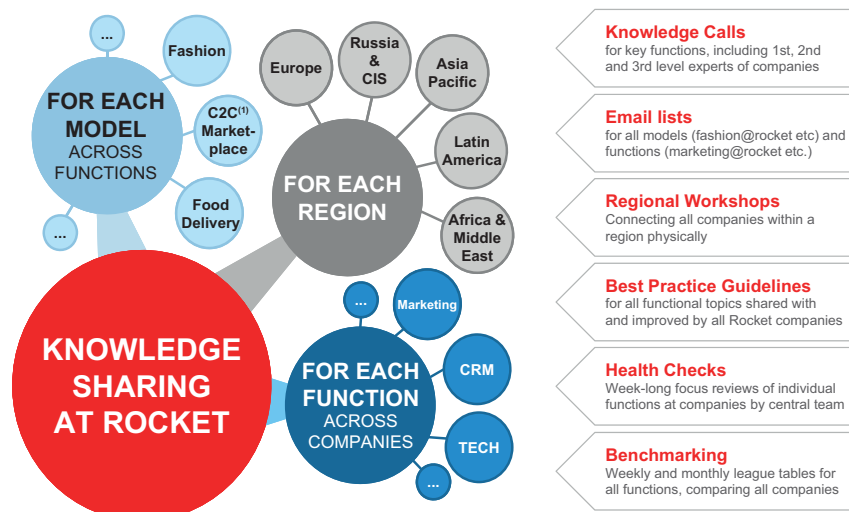 ...
Fashion
FOR EACH
MODEL
ACROSS
FUNCTIONS
C2C(1)
Market-
place
Food
Delivery
...
Europe
Russia
&
CIS
Asia
Pacific
Latin
America
Africa &
Middle
East
FOR EACH
REGION
KNOWLEDGE
SHARING
AT ROCKET
...
Marketing
CRM
TECH
...
FOR EACH
FUNCTION
ACROSS
COMPANIES
Knowledge Calls
for key functions, including 1st, 2nd
and 3rd level experts of companies
Email lists
for all models (fashion@rocket etc) and
functions (marketing@rocket etc.)
Regional Workshops
Connecting all companies within a
region physically
Best Practice Guidelines
for all functional topics shared with
and improved by all Rocket companies
Health Checks
Week-long focus reviews of individual
functions at companies by central team
Benchmarking
Weekly and monthly league tables for
all functions, comparing all companies